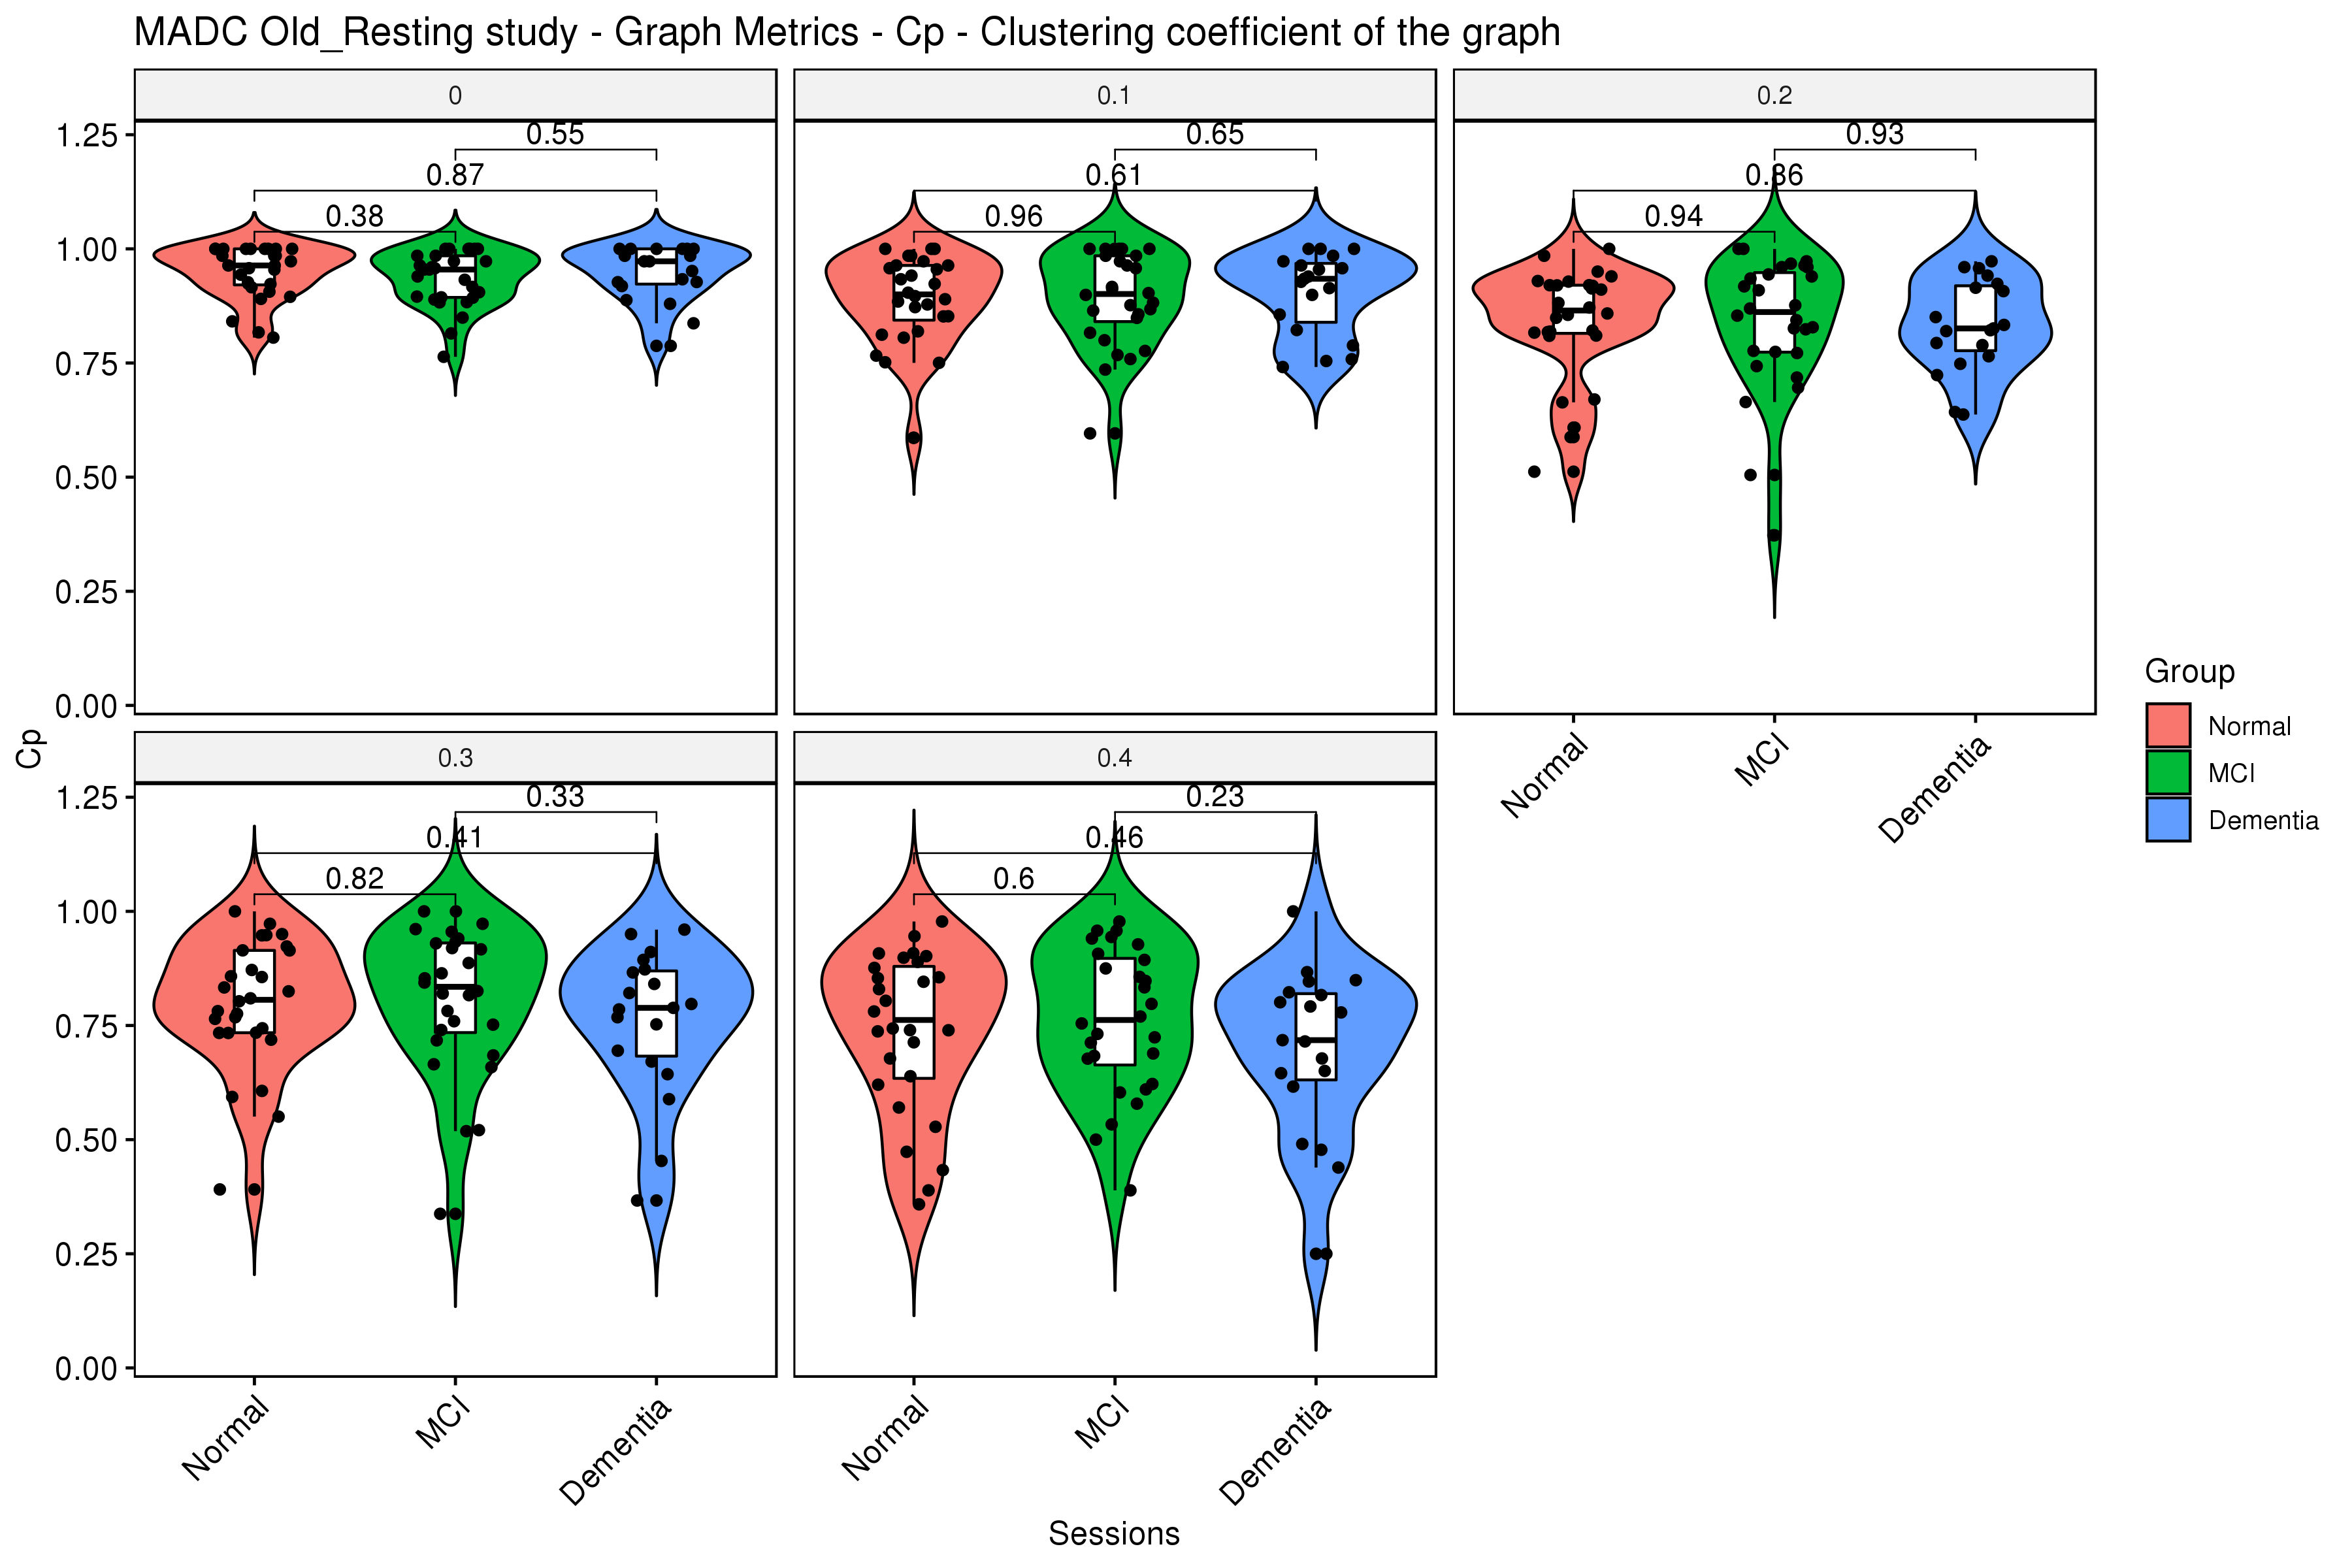 MADC Old_Resting study - Graph Metrics - Cp - Clustering coefficient of the graph
0
0.1
0.2
1.25
1.00
0.75
0.50
0.25
0.00
0.55
0.87
0.38
0.65
0.61
0.96
0.93
0.86
0.94
Normal
MCI
Dementia
Cp
0.3
0.4
1.25
1.00
0.75
0.50
0.25
0.00
0.33
0.41
0.82
0.23
0.46
0.6
Normal
MCI
Dementia
Normal
MCI
Dementia
Sessions
Group
Normal
MCI
Dementia